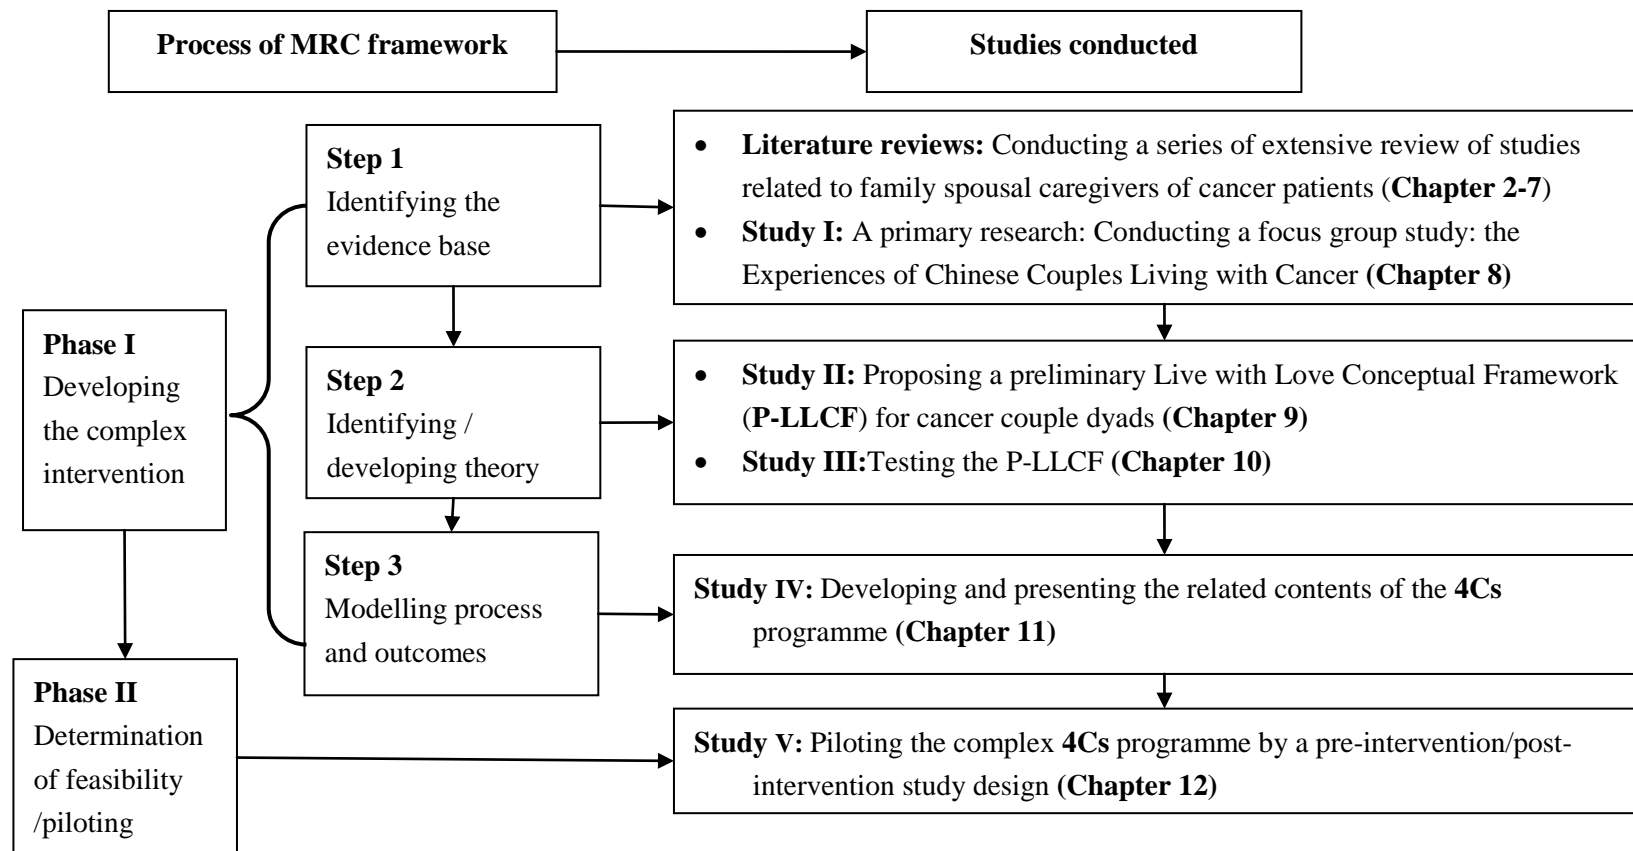 Process of MRC framework
Studies conducted
Step 1
Identifying the
evidence base
• Literature reviews: Conducting a series of extensive review of studies
related to family spousal caregivers of cancer patients (Chapter 2-7)
• Study I: A primary research: Conducting a focus group study: the
Experiences of Chinese Couples Living with Cancer (Chapter 8)
Phase I
Developing
the complex
intervention
Step 2
Identifying /
developing theory
• Study II: Proposing a preliminary Live with Love Conceptual Framework
(P-LLCF) for cancer couple dyads (Chapter 9)
• Study III:Testing the P-LLCF (Chapter 10)
Step 3
Modelling process
and outcomes
Study IV: Developing and presenting the related contents of the 4Cs
programme (Chapter 11)
Phase II
Determination
of feasibility
/piloting
Study V: Piloting the complex 4Cs programme by a pre-intervention/post-
intervention study design (Chapter 12)